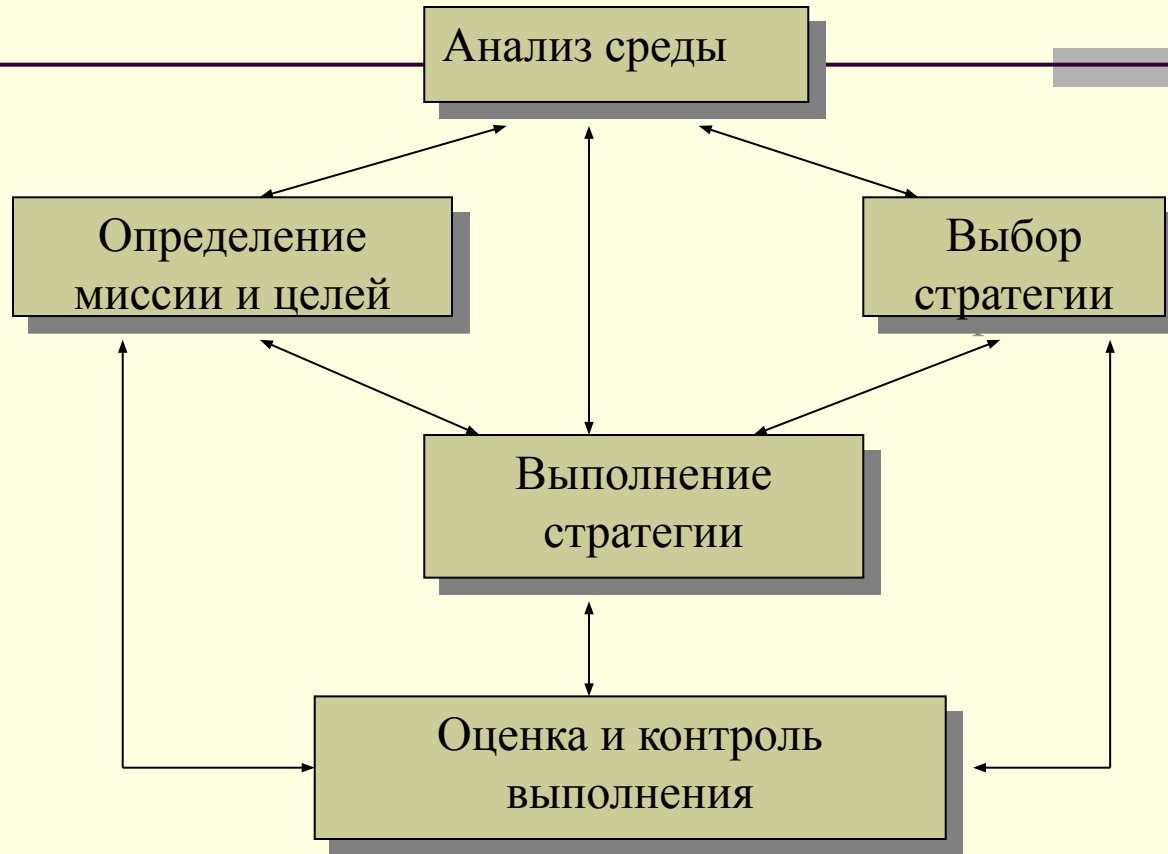 Анализ среды
Определение
миссии и целей
Выбор
стратегии
Выполнение
стратегии
Оценка и контроль
выполнения